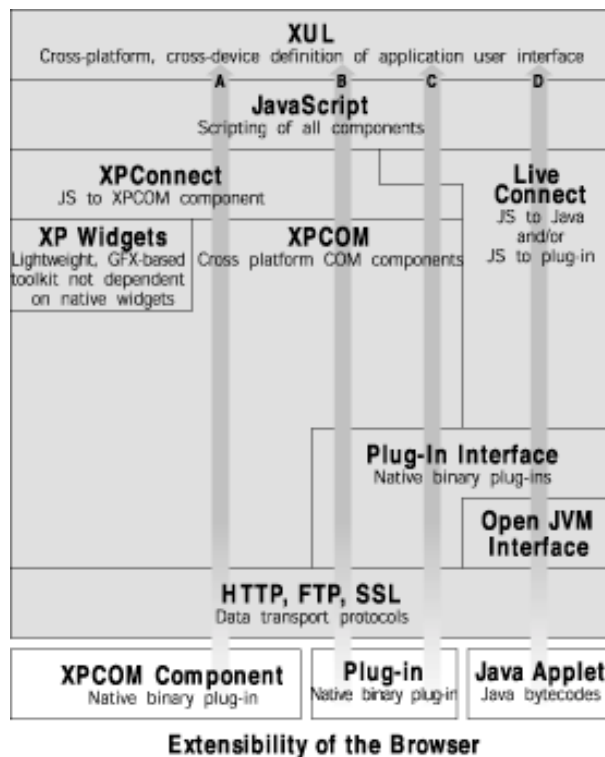 XUL
Cross-platform, cross-device definition of application user interface
A B C D
JavaScript
Scripting of all components
XPConnect
JS to XPCOM component
Live
Connect
JS to Java
and/or
JS to plug-in
XP Widgets
Lightweight, GFX-based
toolkit not dependent
on native widgets
XPCOM
Cross platform COM components
Plug-In Interface
Native binary plug-ins
Open JVM
Interface
HTTP, FTP, SSL
Data transport protocols
XPCOM Component
Native binary plug-in
Plug-in
Native binary plug-in
Java Applet
Java bytecodes
Extensibility of the Browser